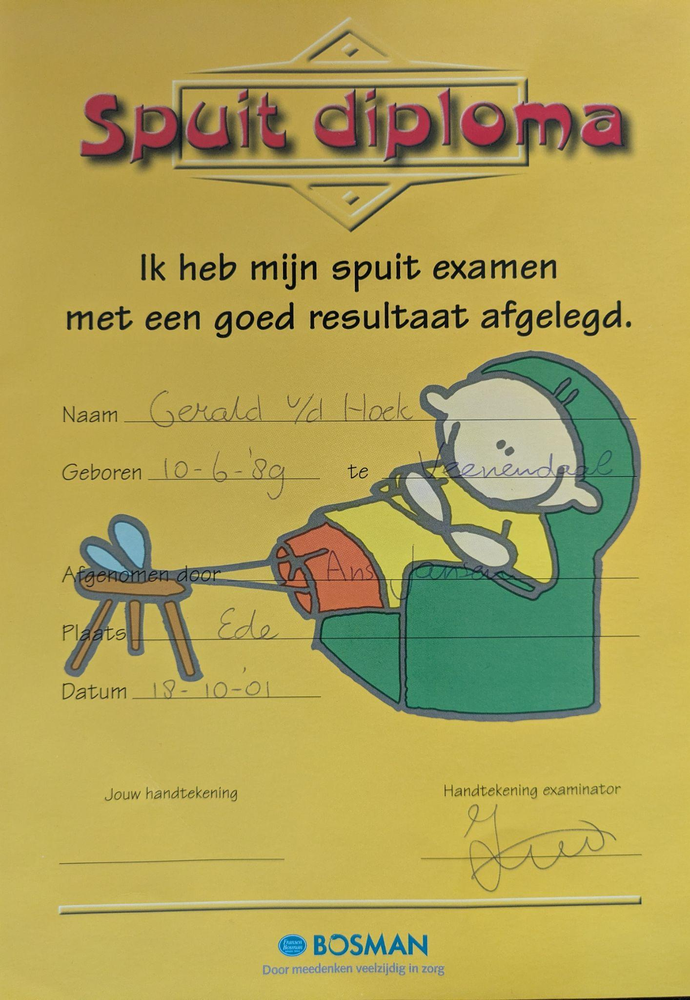 Spuit diploma
Ik heb mijn spuit examen
met een goed resultaat afgelegd.
Naam Gerald v/d Hoek
Geboren 10-6-'89 te Veenendaal
Afgenomen door Ans Jansen
Plaats Ede
Datum 18-10-'01
Jouw handtekening
Handtekening examinator
Fransen
Bosman
BOSMAN
Door meedenken veelzijdig in zorg